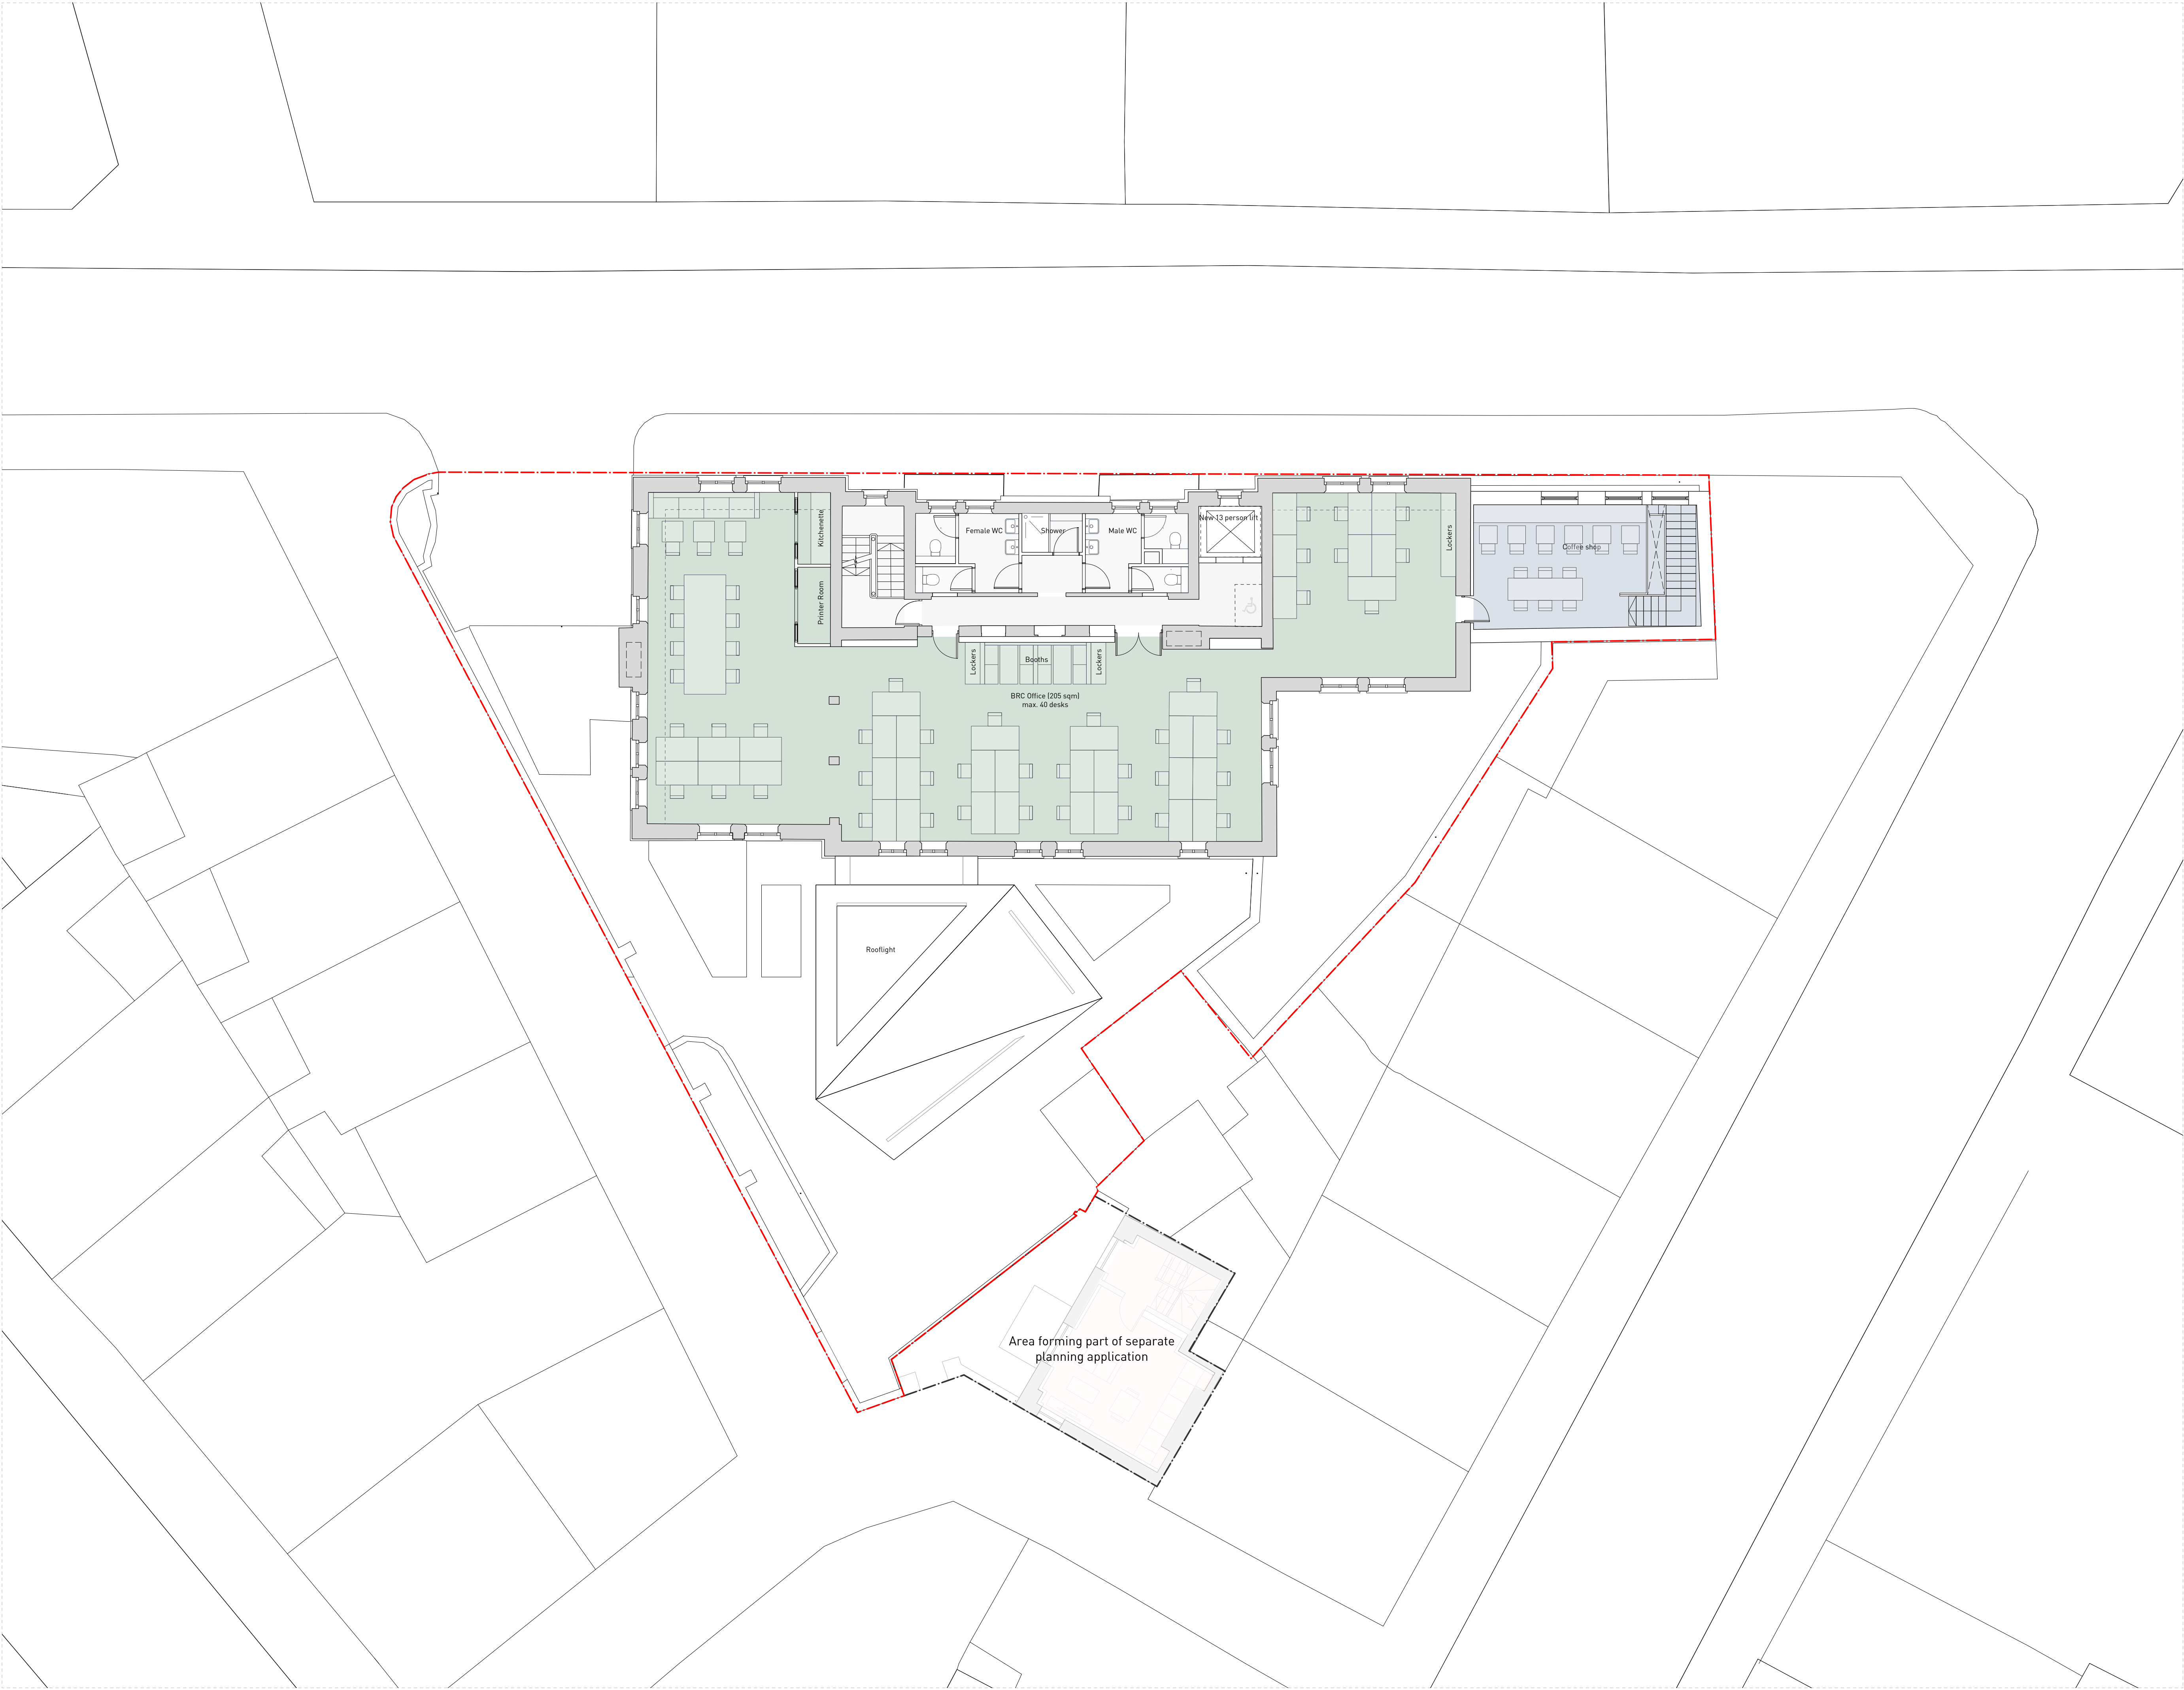 Kitchenette
Female WC
Shower
Male WC
New 13 person lift
Lockers
Coffee shop
Printer Room
Lockers
Booths
Lockers
BRC Office (205 sqm)
max. 40 desks
Rooflight
Area forming part of separate
planning application